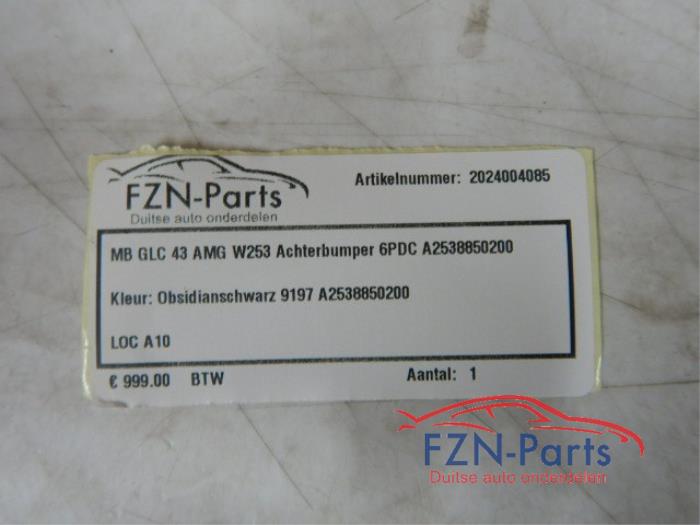 FZN-Parts
Duitse auto onderdelen
Artikelnummer: 2024004085
MB GLC 43 AMG W253 Achterbumper 6PDC A2538850200
Kleur: Obsidianschwarz 9197 A2538850200
LOC A10
€ 999.00 BTW
Aantal: 1
FZN-Parts
Duitse auto onderdelen